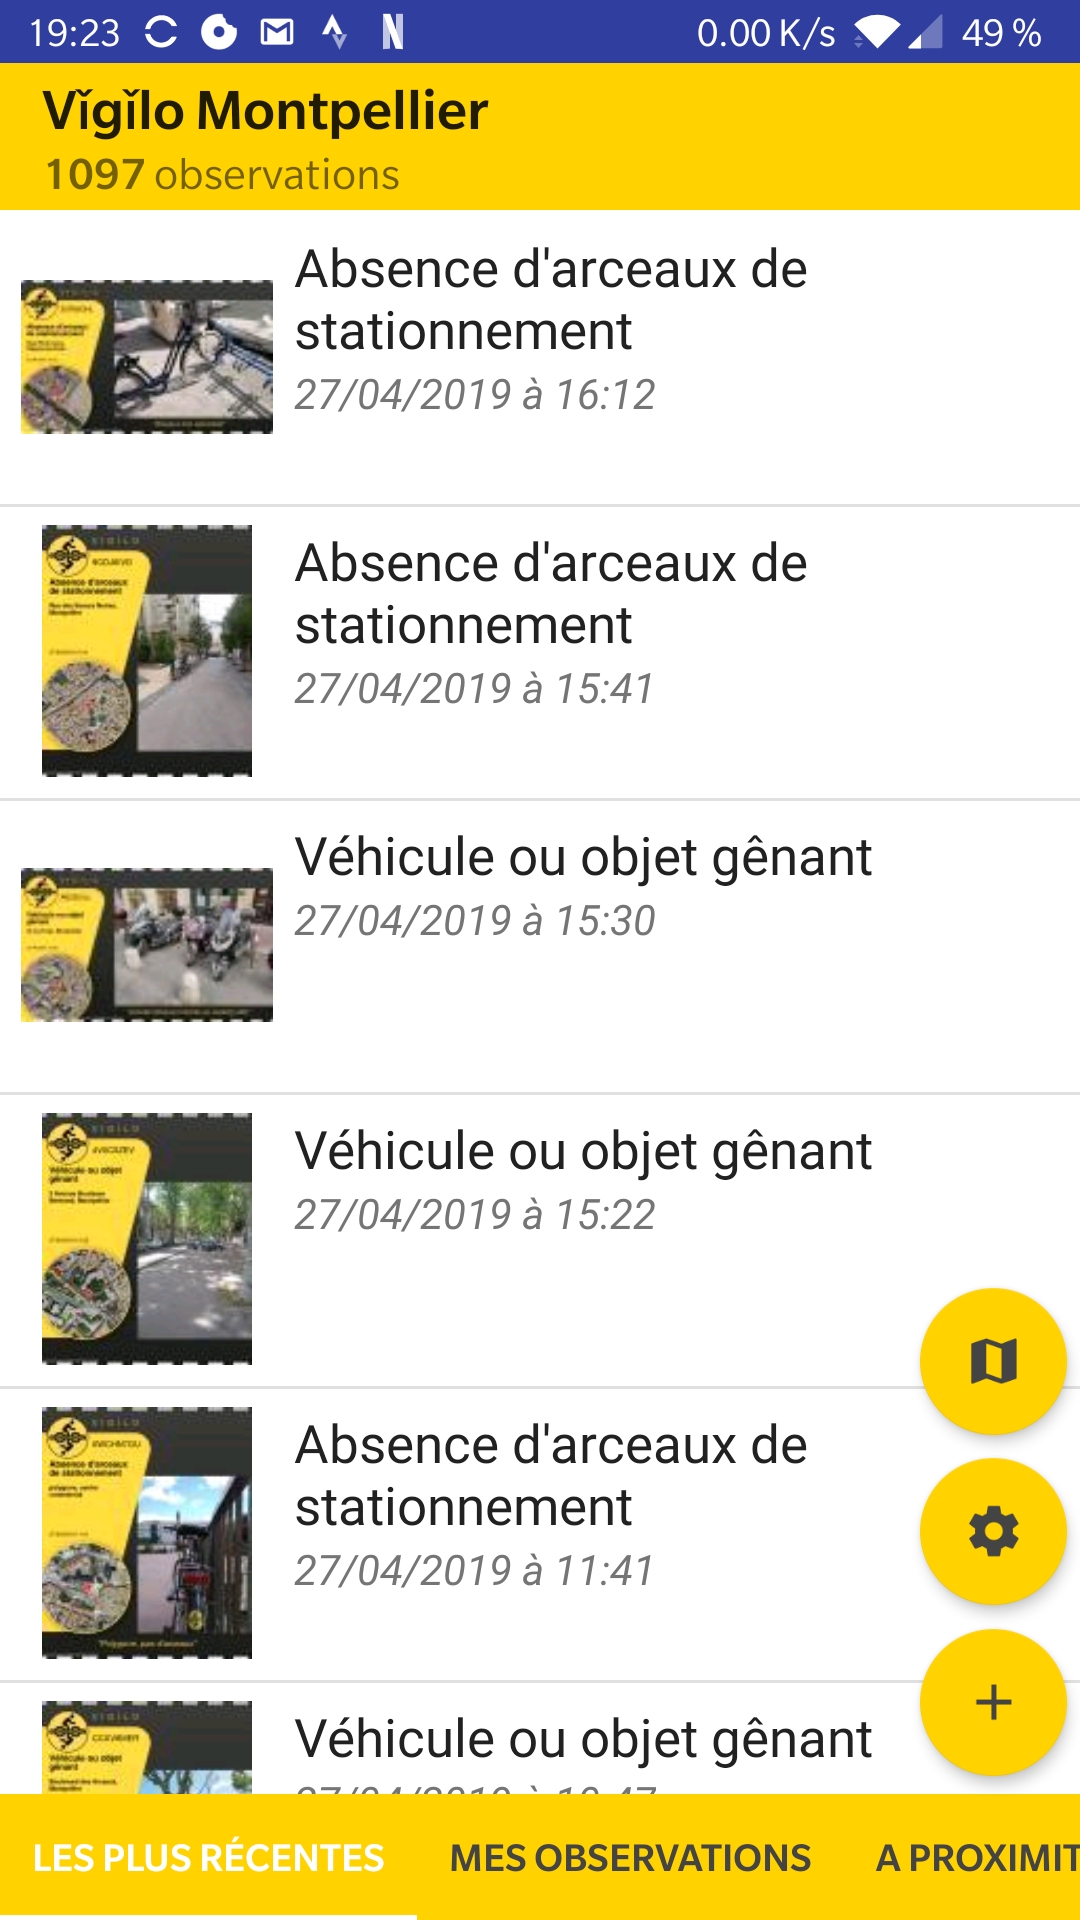 19:23 0.00 K/s 49 %
Vǐgǐlo Montpellier
1097 observations
Absence d'arceaux de
stationnement
27/04/2019 à 16:12
Absence d'arceaux de
stationnement
27/04/2019 à 15:41
Véhicule ou objet gênant
27/04/2019 à 15:30
Véhicule ou objet gênant
27/04/2019 à 15:22
Absence d'arceaux de
stationnement
27/04/2019 à 11:41
Véhicule ou objet gênant
LES PLUS RÉCENTES MES OBSERVATIONS A PROXIMIT